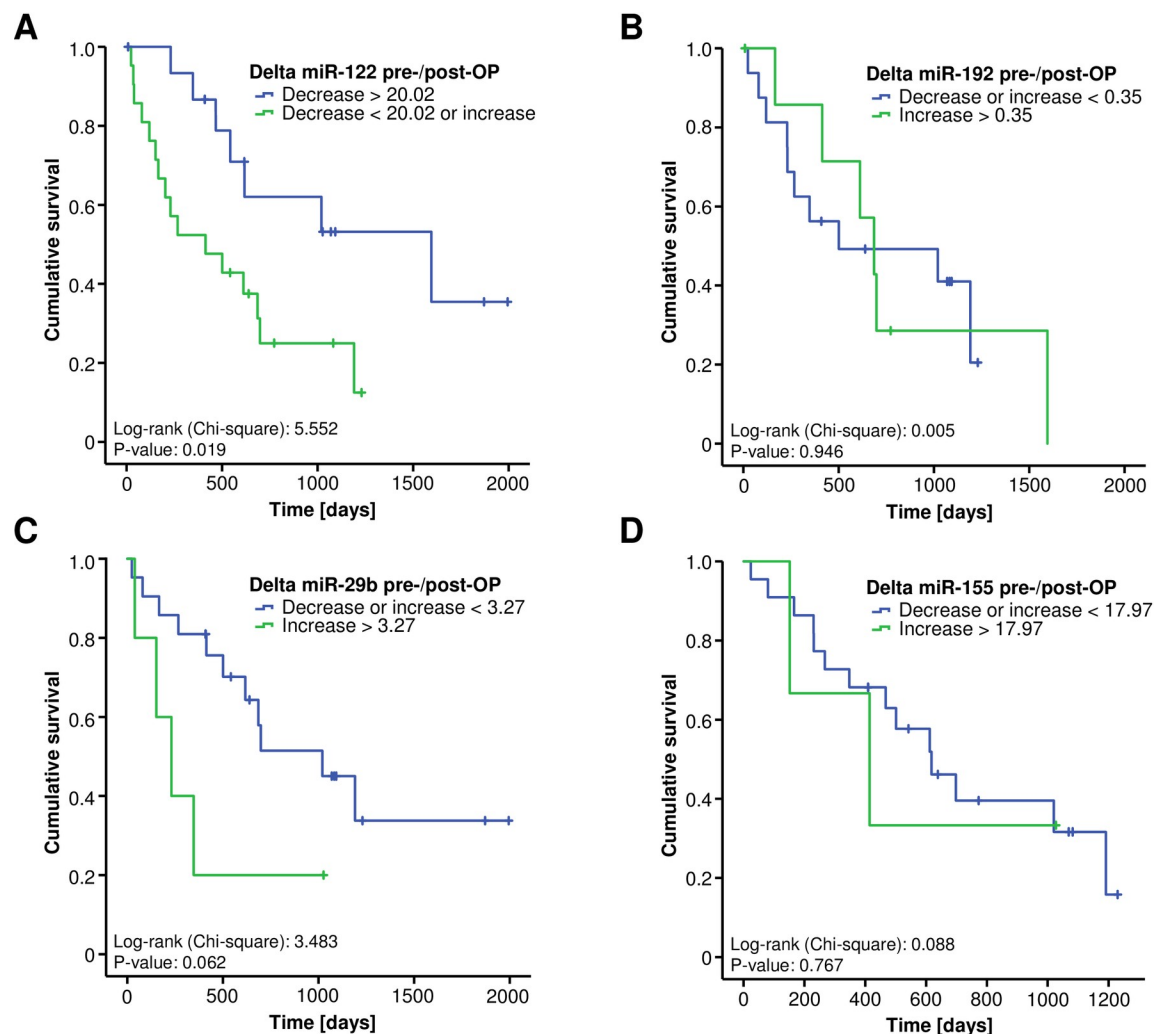 A
Delta miR-122 pre-/post-OP
Decrease > 20.02
Decrease < 20.02 or increase
Cumulative survival
1.0
0.8
0.6
0.4
0.2
0
Log-rank (Chi-square): 5.552
P-value: 0.019
0 500 1000 1500 2000
Time [days]
B
Delta miR-192 pre-/post-OP
Decrease or increase < 0.35
Increase > 0.35
Cumulative survival
1.0
0.8
0.6
0.4
0.2
0
Log-rank (Chi-square): 0.005
P-value: 0.946
0 500 1000 1500 2000
Time [days]
C
Delta miR-29b pre-/post-OP
Decrease or increase < 3.27
Increase > 3.27
Cumulative survival
1.0
0.8
0.6
0.4
0.2
0
Log-rank (Chi-square): 3.483
P-value: 0.062
0 500 1000 1500 2000
Time [days]
D
Delta miR-155 pre-/post-OP
Decrease or increase < 17.97
Increase > 17.97
Cumulative survival
1.0
0.8
0.6
0.4
0.2
0
Log-rank (Chi-square): 0.088
P-value: 0.767
0 200 400 600 800 1000 1200
Time [days]